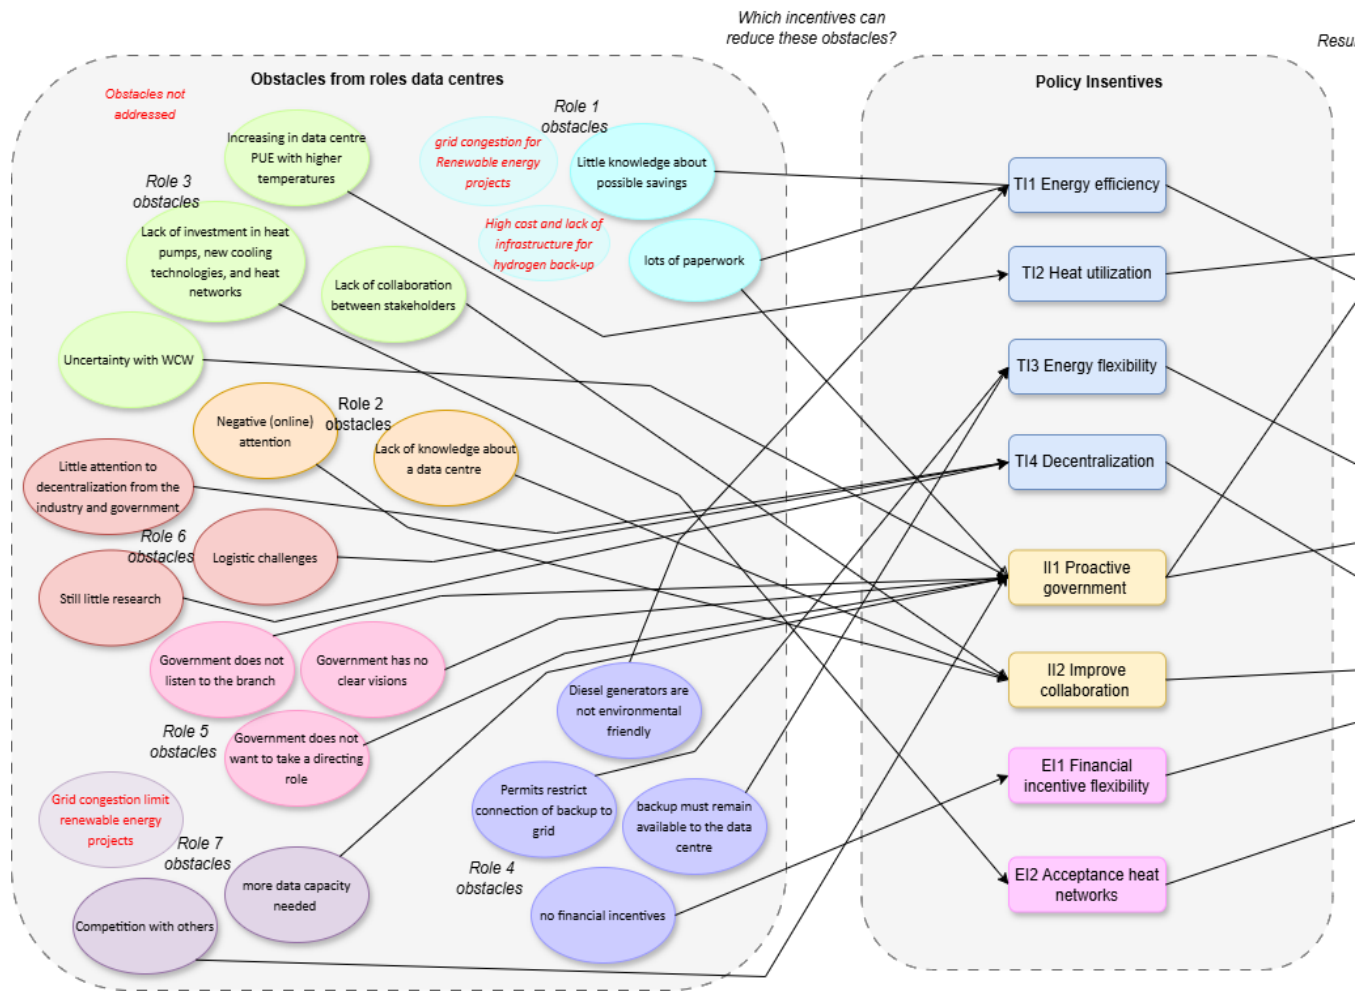 Which incentives can
reduce these obstacles?
Resu
Obstacles from roles data centres
Policy Incentives
Obstacles not
addressed
Role 1
obstacles
Increasing in data centre
PUE with higher
temperatures
grid congestion for
Renewable energy
projects
Little knowledge about
possible savings
Role 3
obstacles
Lack of investment in heat
pumps, new cooling
technologies, and heat
networks
High cost and lack of
infrastructure for
hydrogen back-up
lots of paperwork
Lack of collaboration
between stakeholders
Uncertainty with WCW
Negative (online)
attention
Role 2
obstacles
Lack of knowledge about
a data centre
Little attention to
decentralization from the
industry and government
Role 6
obstacles
Logistic challenges
Still little research
Government does not
listen to the branch
Government has no
clear visions
Role 5
obstacles
Government does not
want to take a directing
role
Diesel generators are
not environmental
friendly
Permits restrict
connection of backup to
grid
backup must remain
available to the data
centre
Role 4
obstacles
no financial incentives
Grid congestion limit
renewable energy
projects
Role 7
obstacles
more data capacity
needed
Competition with others
TI1 Energy efficiency
TI2 Heat utilization
TI3 Energy flexibility
TI4 Decentralization
II1 Proactive
government
II2 Improve
collaboration
EI1 Financial
incentive flexibility
EI2 Acceptance heat
networks